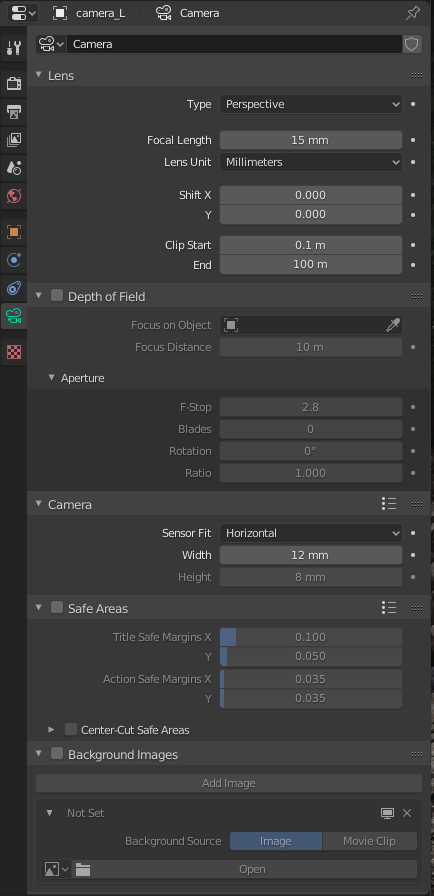 camera_L Camera
Camera
Lens
Type Perspective
Focal Length 15 mm
Lens Unit Millimeters
Shift X 0.000
Y 0.000
Clip Start 0.1 m
End 100 m
Depth of Field
Focus on Object
Focus Distance 10 m
Aperture
F-Stop 2.8
Blades 0
Rotation 0°
Ratio 1.000
Camera
Sensor Fit Horizontal
Width 12 mm
Height 8 mm
Safe Areas
Title Safe Margins X 0.100
Y 0.050
Action Safe Margins X 0.035
Y 0.035
Center-Cut Safe Areas
Background Images
Add Image
Not Set
Background Source Image Movie Clip
Open